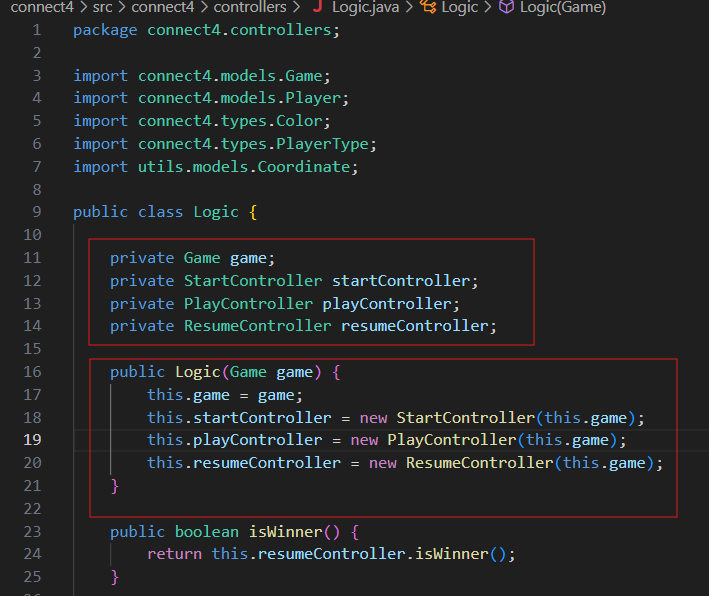 connect4 > src > connect4 > controllers > J Logic.java > Logic > Logic(Game)
1 package connect4.controllers;
2
3 import connect4.models.Game;
4 import connect4.models.Player;
5 import connect4.types.Color;
6 import connect4.types.PlayerType;
7 import utils.models.Coordinate;
8
9 public class Logic {
10
11 private Game game;
12 private StartController startController;
13 private PlayController playController;
14 private ResumeController resumeController;
15
16 public Logic(Game game) {
17 this.game = game;
18 this.startController = new StartController(this.game);
19 this.playController = new PlayController(this.game);
20 this.resumeController = new ResumeController(this.game);
21 }
22
23 public boolean isWinner() {
24 return this.resumeController.isWinner();
25 }